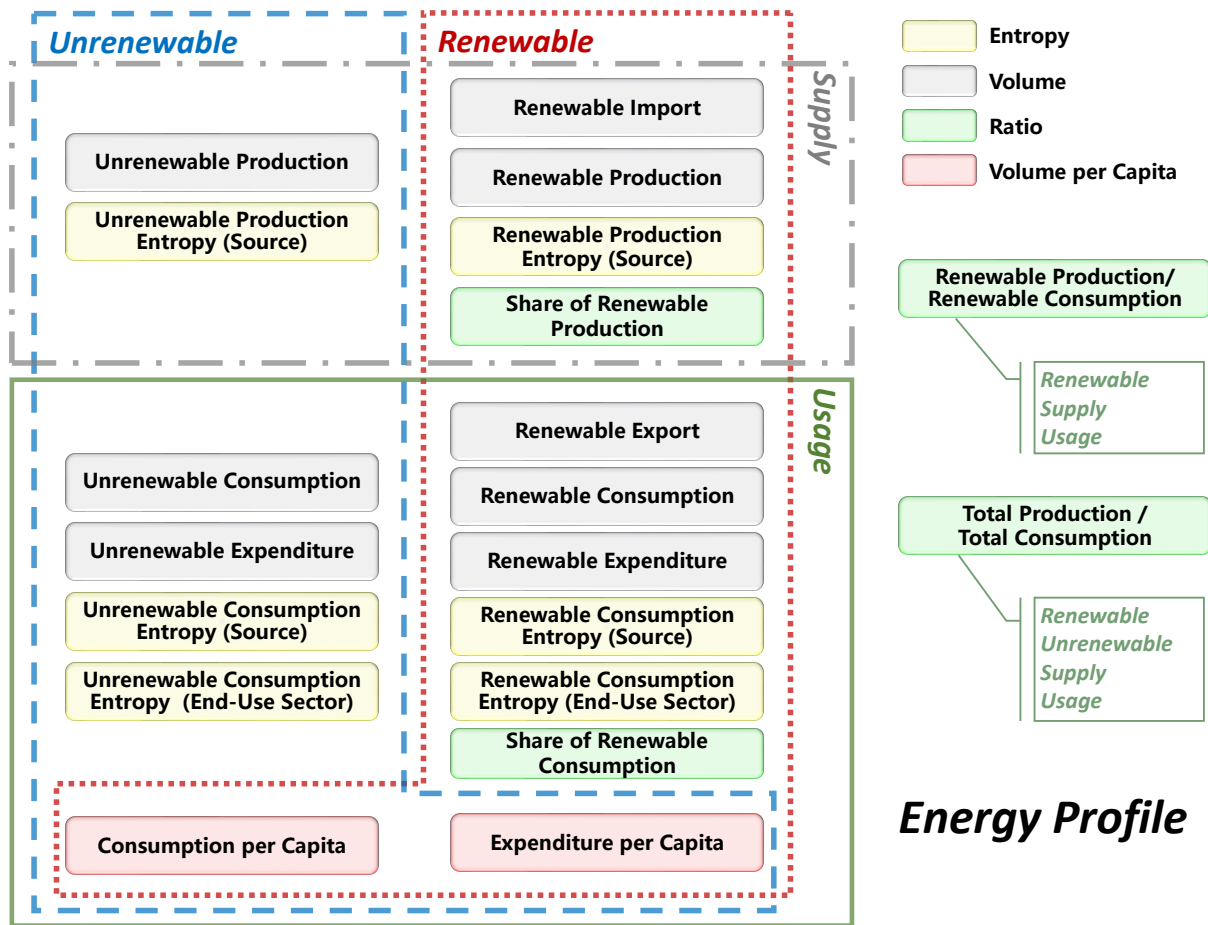 Unrenewable
Renewable
Supply
Renewable Import
Unrenewable Production
Renewable Production
Unrenewable Production
Entropy (Source)
Renewable Production
Entropy (Source)
Share of Renewable
Production
Usage
Renewable Export
Unrenewable Consumption
Renewable Consumption
Unrenewable Expenditure
Renewable Expenditure
Unrenewable Consumption
Entropy (Source)
Renewable Consumption
Entropy (Source)
Unrenewable Consumption
Entropy (End-Use Sector)
Renewable Consumption
Entropy (End-Use Sector)
Share of Renewable
Consumption
Consumption per Capita
Expenditure per Capita
Entropy
Volume
Ratio
Volume per Capita
Renewable Production/
Renewable Consumption
Renewable
Supply
Usage
Total Production /
Total Consumption
Renewable
Unrenewable
Supply
Usage
Energy Profile